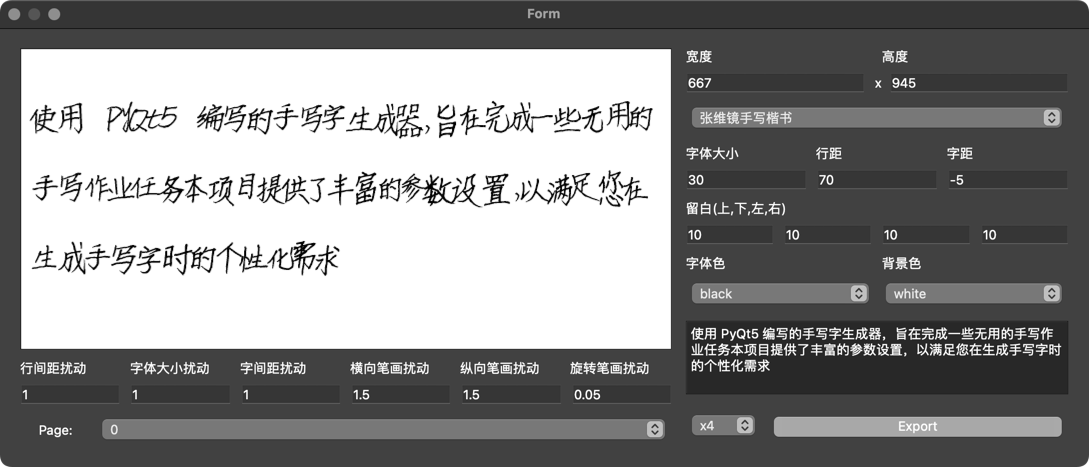 Form
使用 PyQt5 编写的手写字生成器,旨在完成一些无用的
手写作业任务本项目提供了丰富的参数设置,以满足您在
生成手写字时的个性化需求
行间距扰动 字体大小扰动 字间距扰动 横向笔画扰动 纵向笔画扰动 旋转笔画扰动
1 1 1 1.5 1.5 0.05
Page: 0
宽度 高度
667 x 945
张维镜手写楷书
字体大小 行距 字距
30 70 -5
留白(上,下,左,右)
10 10 10 10
字体色 背景色
black white
使用 PyQt5 编写的手写字生成器，旨在完成一些无用的手写作
业任务本项目提供了丰富的参数设置，以满足您在生成手写字时
的个性化需求
x4 Export